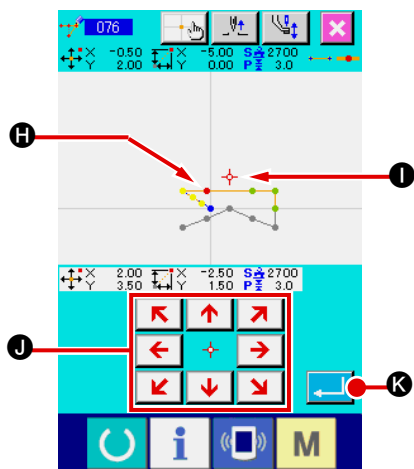 076
X -0.50 X -5.00 S 2700
Y 2.00 Y 0.00 P 3.0
H
I
X 2.00 X -2.50 S 2700
Y 3.50 Y 1.50 P 3.0
J
K
i M